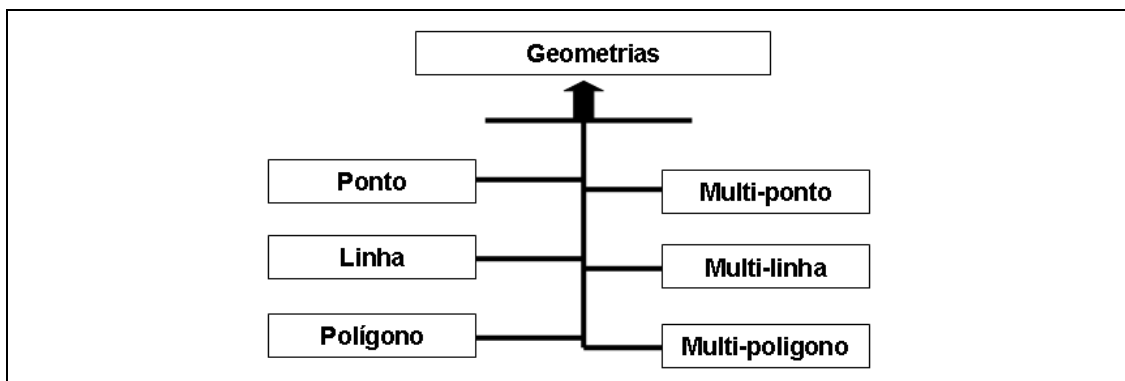 Geometrias
Ponto
Multi-ponto
Linha
Multi-linha
Polígono
Multi-poligono